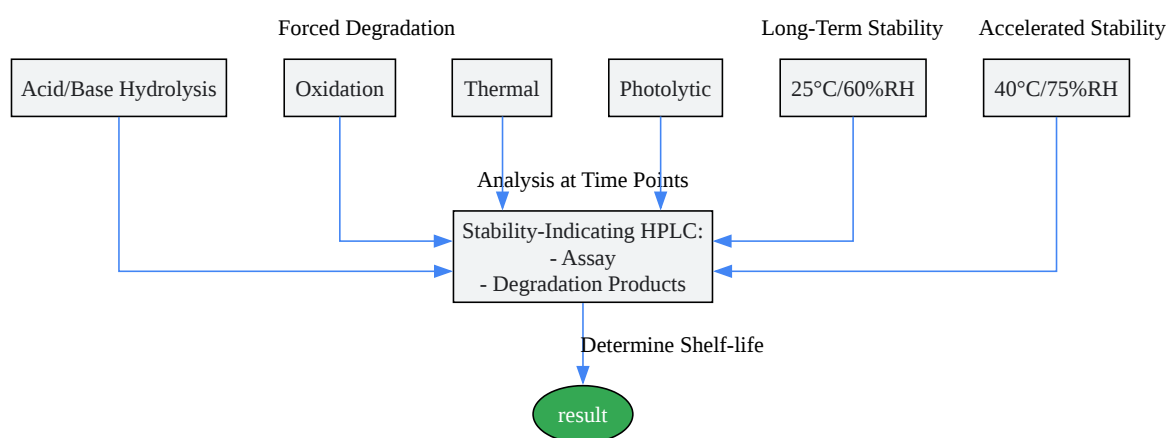 Forced Degradation
Long-Term Stability
Accelerated Stability
Acid/Base Hydrolysis
Oxidation
Thermal
Photolytic
25°C/60%RH
40°C/75%RH
Analysis at Time Points
Stability-Indicating HPLC:
- Assay
- Degradation Products
Determine Shelf-life
result